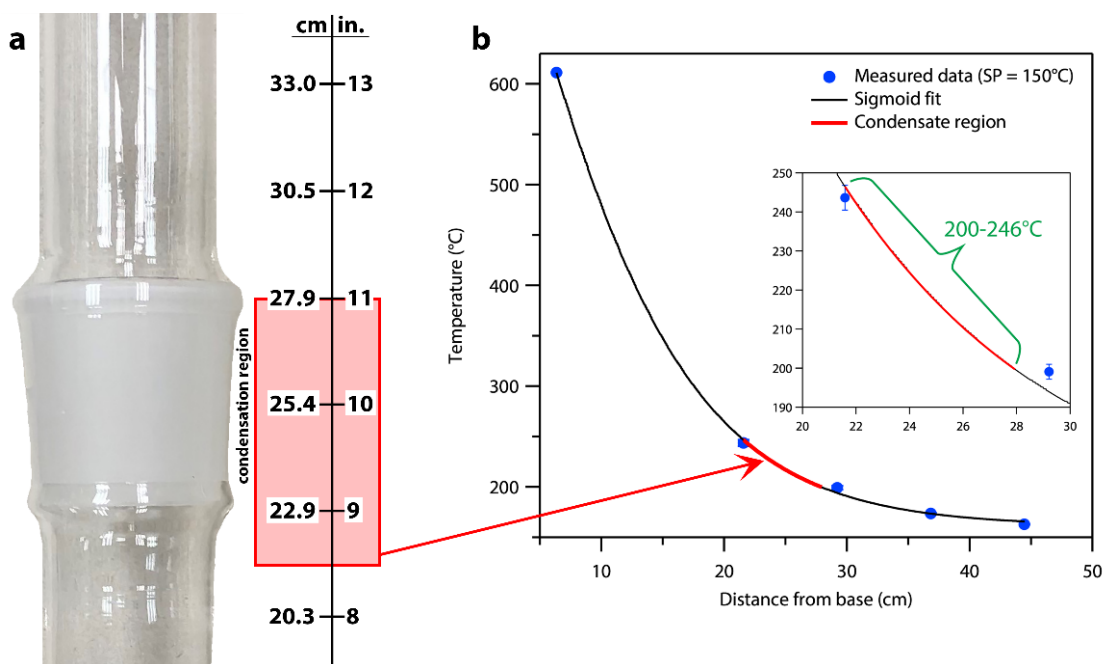 a
cm in.
33.0 13
30.5 12
27.9 11
25.4 10
22.9 9
20.3 8
condensation region
b
Temperature (°C)
600
500
400
300
200
10 20 30 40 50
Distance from base (cm)
Measured data (SP = 150°C)
Sigmoid fit
Condensate region
250
240
230
220
210
200
190
20 22 24 26 28 30
200-246°C